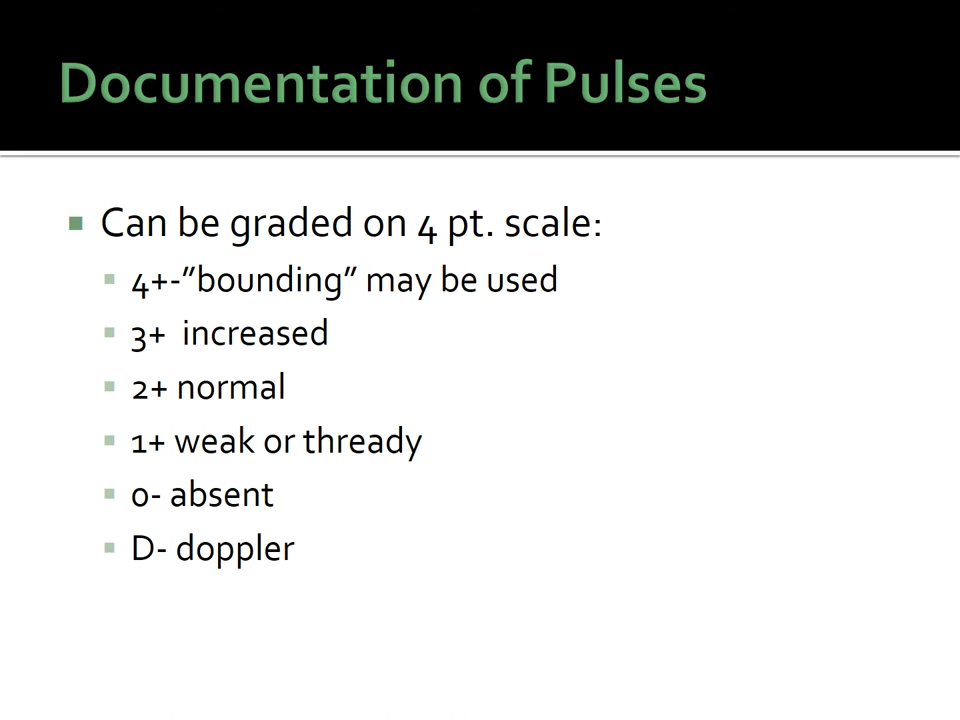 Documentation of Pulses
Can be graded on 4 pt. scale:
4+-”bounding” may be used
3+  increased
2+ normal
1+ weak or thready
0- absent
D- doppler